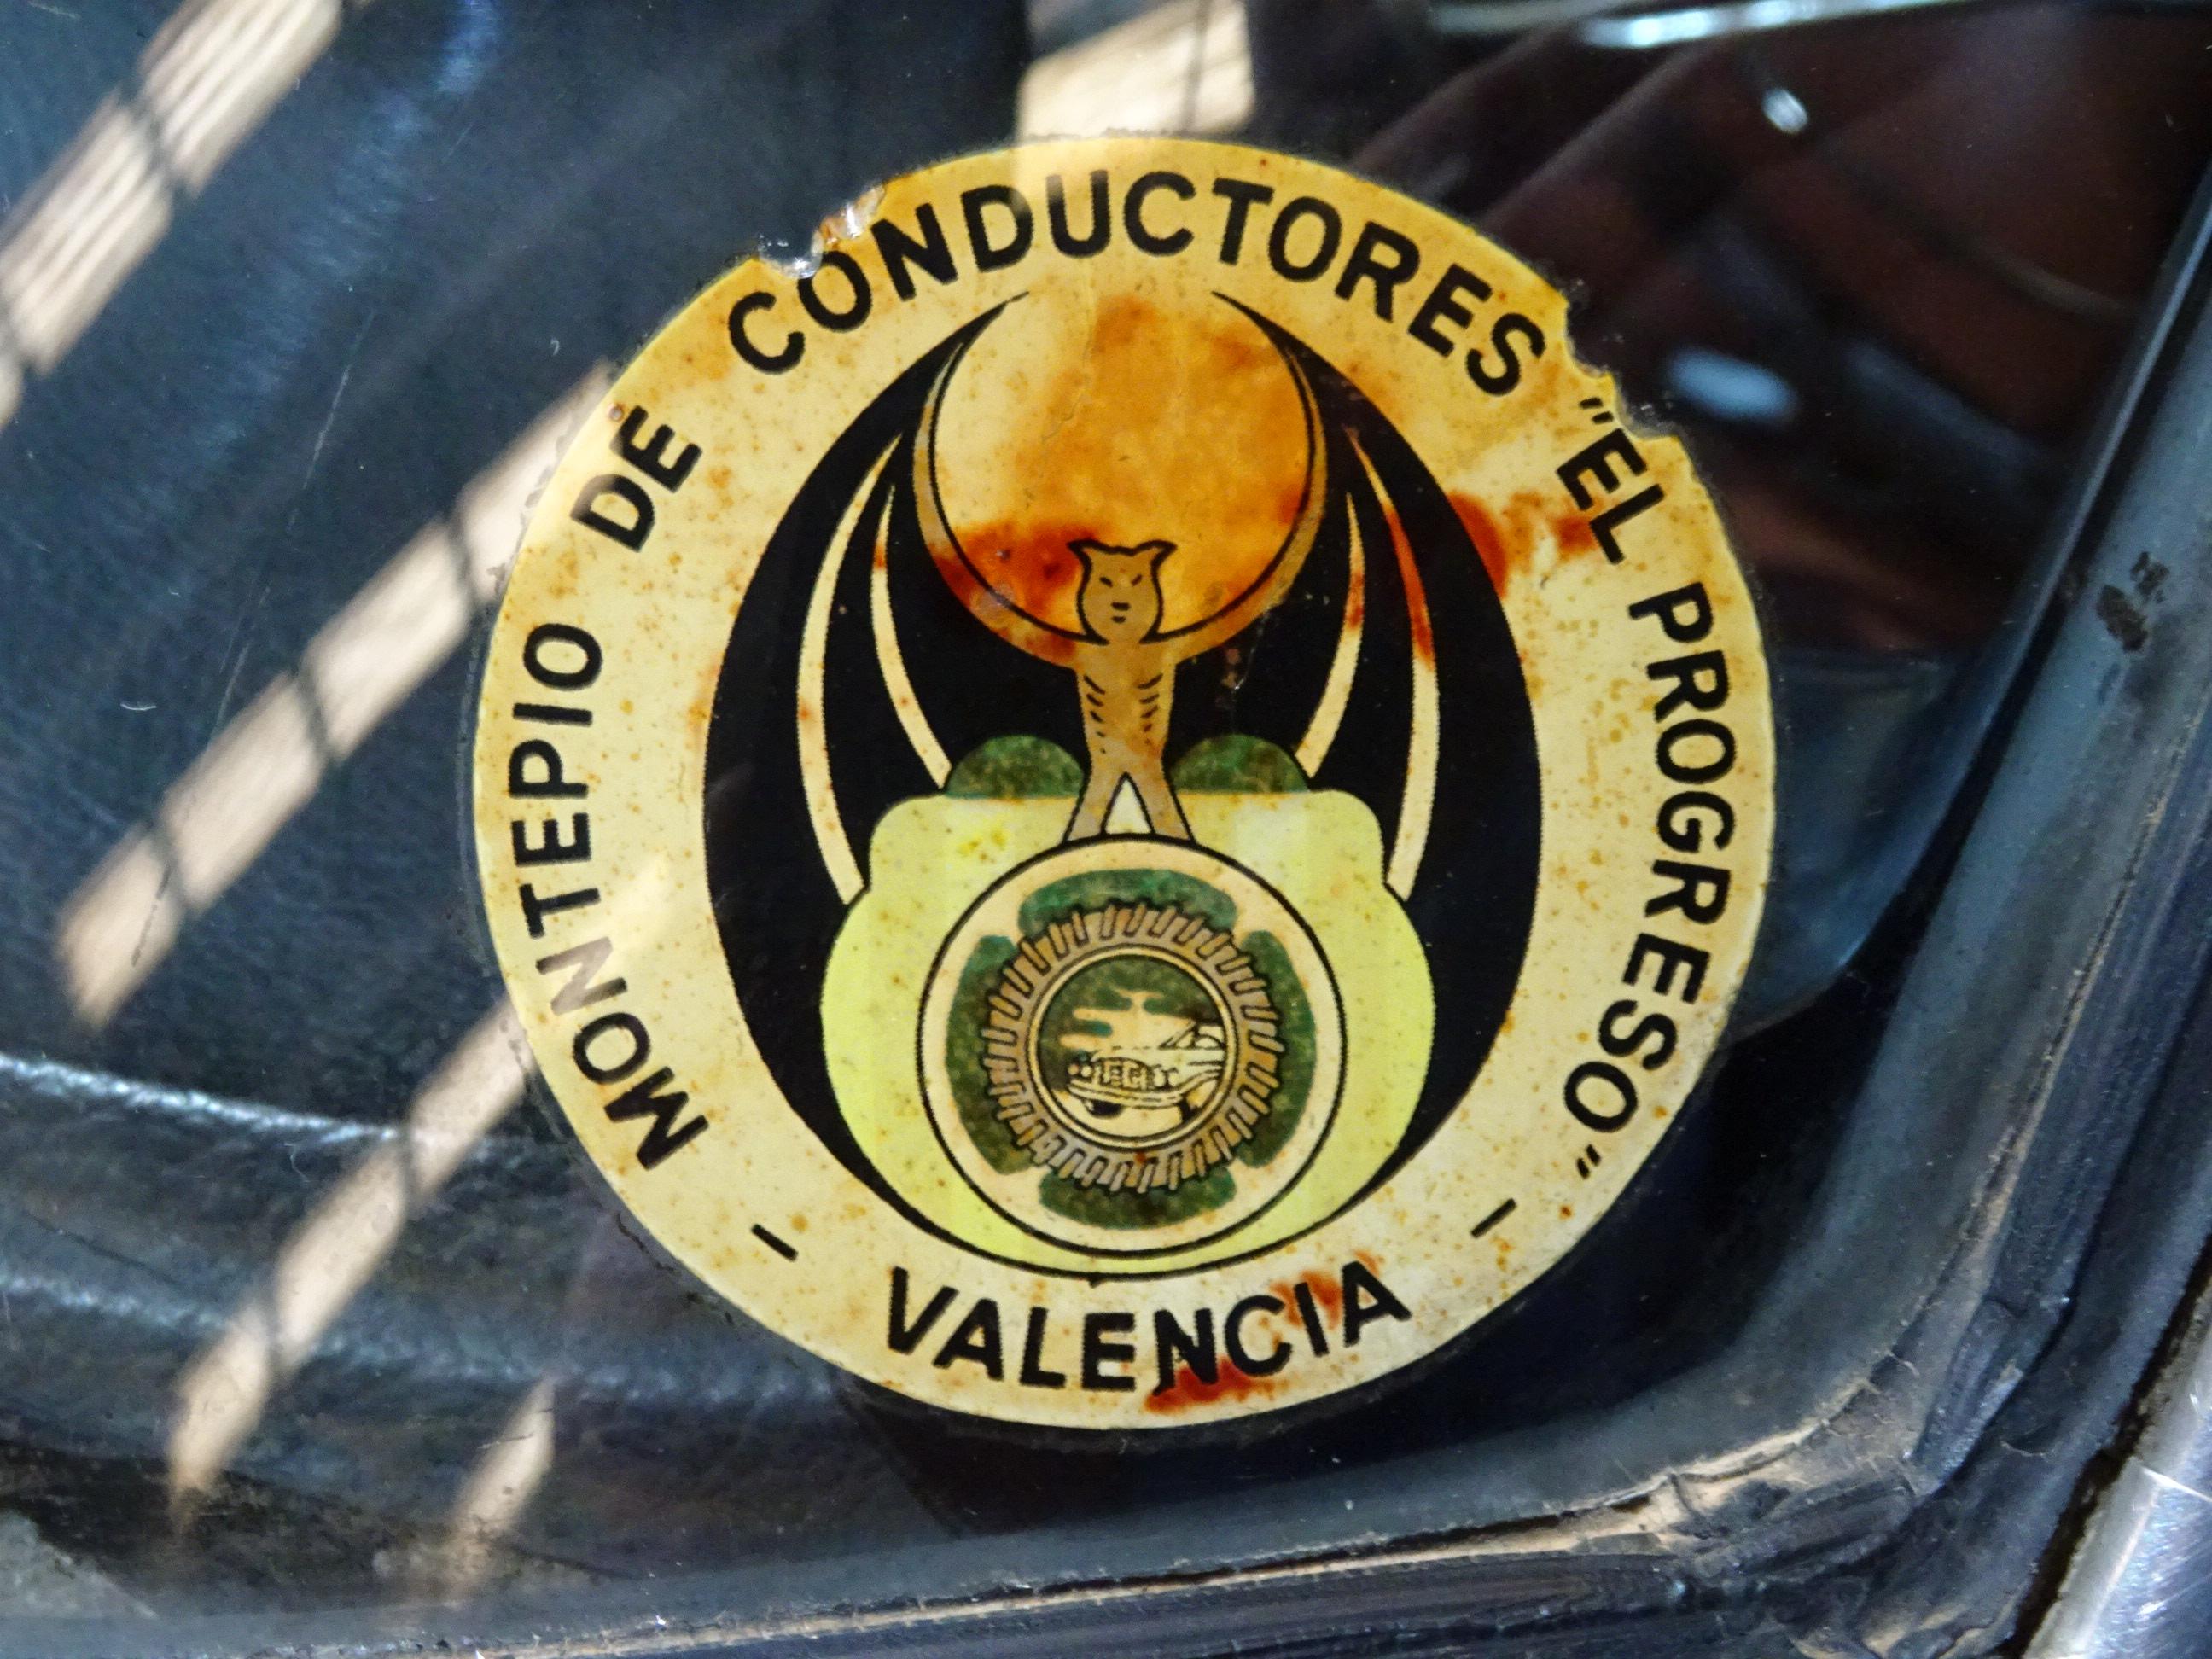 MONTEPIO DE CONDUCTORES "EL PROGRESO"
- VALENCIA -